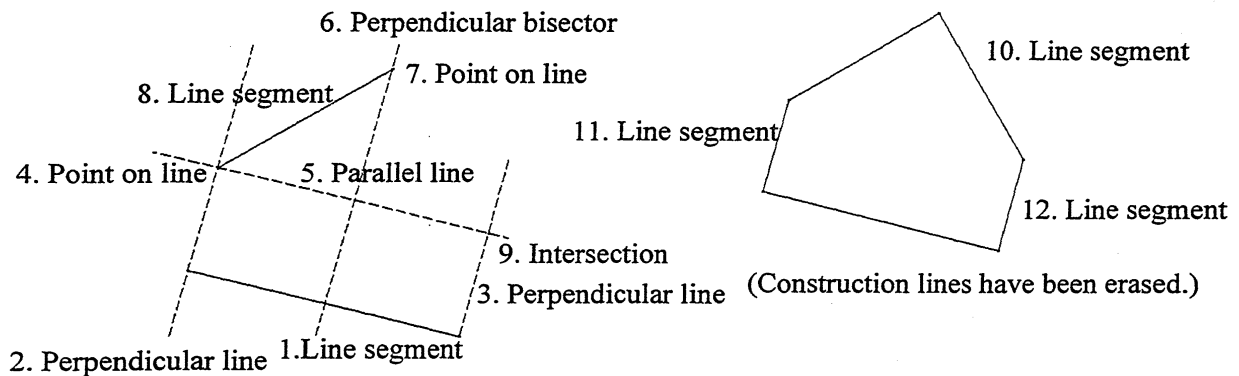 6. Perpendicular bisector
7. Point on line
8. Line segment
4. Point on line
5. Parallel line
9. Intersection
3. Perpendicular line
2. Perpendicular line
1.Line segment
10. Line segment
11. Line segment
12. Line segment
(Construction lines have been erased.)